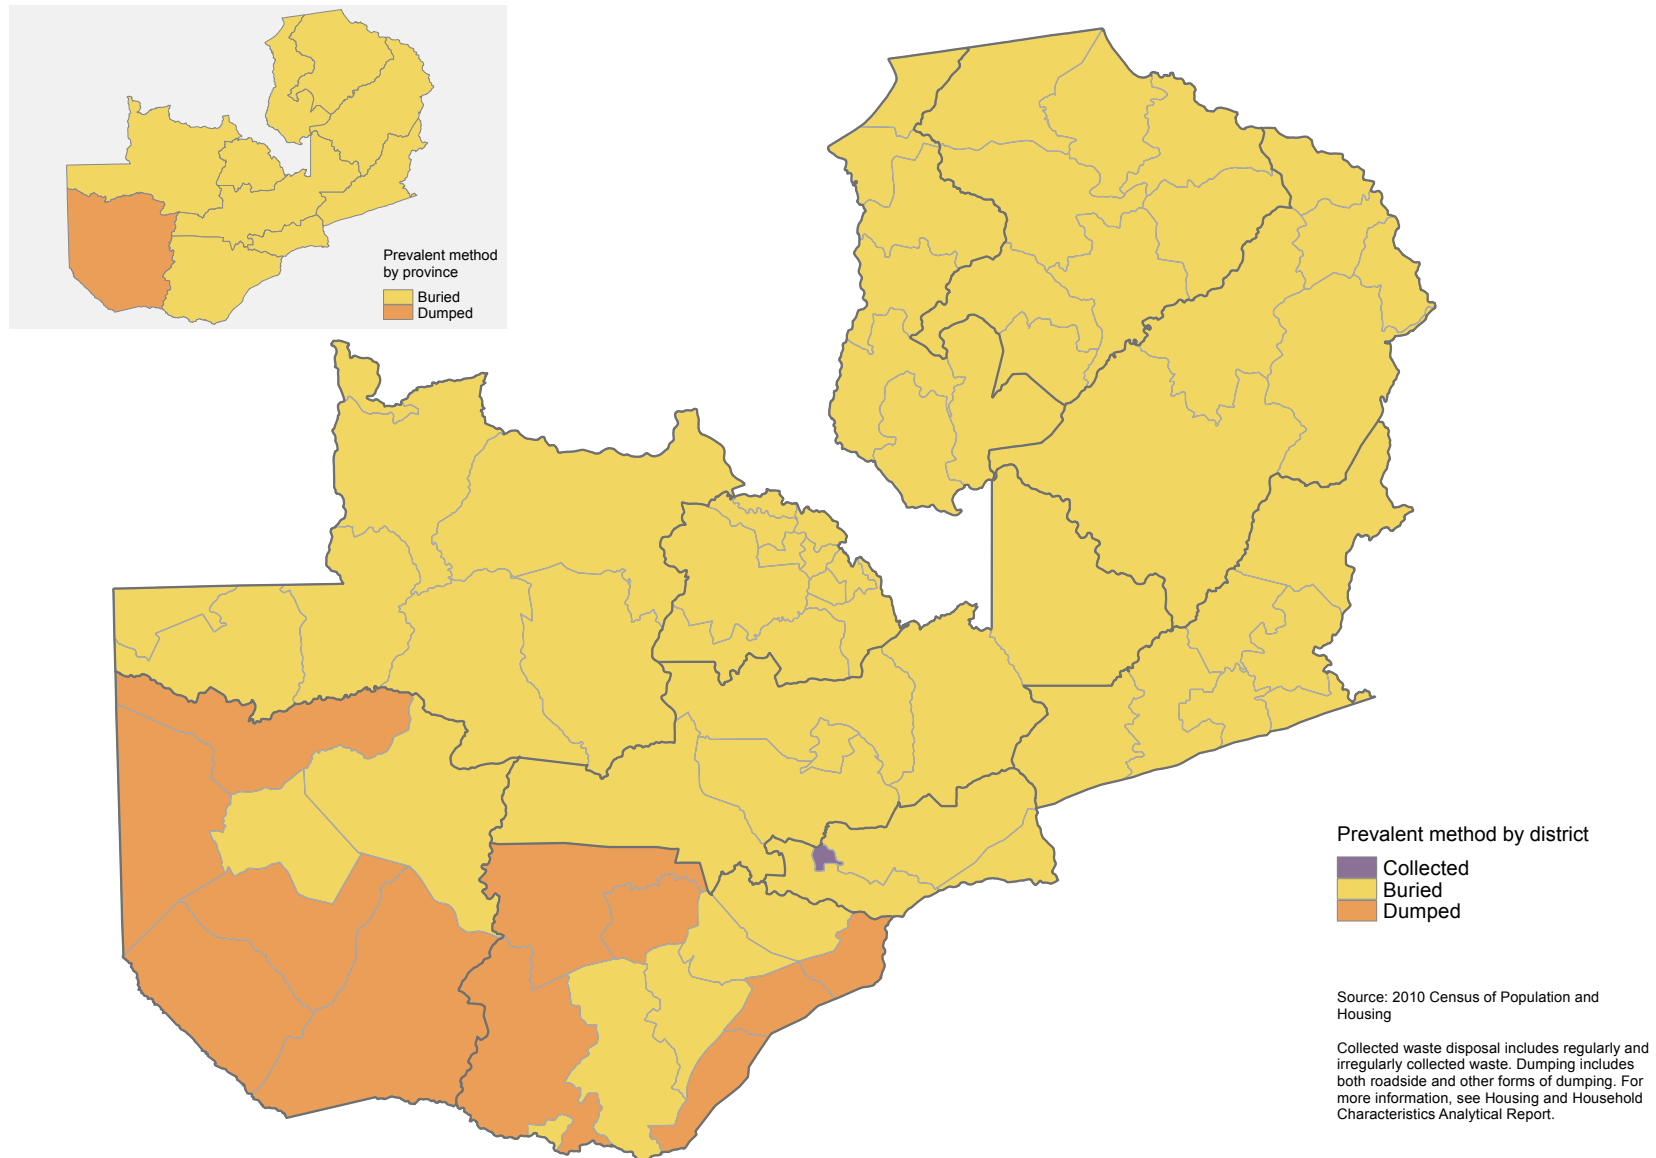 Prevalent method
by province
Buried
Dumped
Prevalent method by district
Collected
Buried
Dumped
Source: 2010 Census of Population and
Housing
Collected waste disposal includes regularly and
irregularly collected waste. Dumping includes
both roadside and other forms of dumping. For
more information, see Housing and Household
Characteristics Analytical Report.